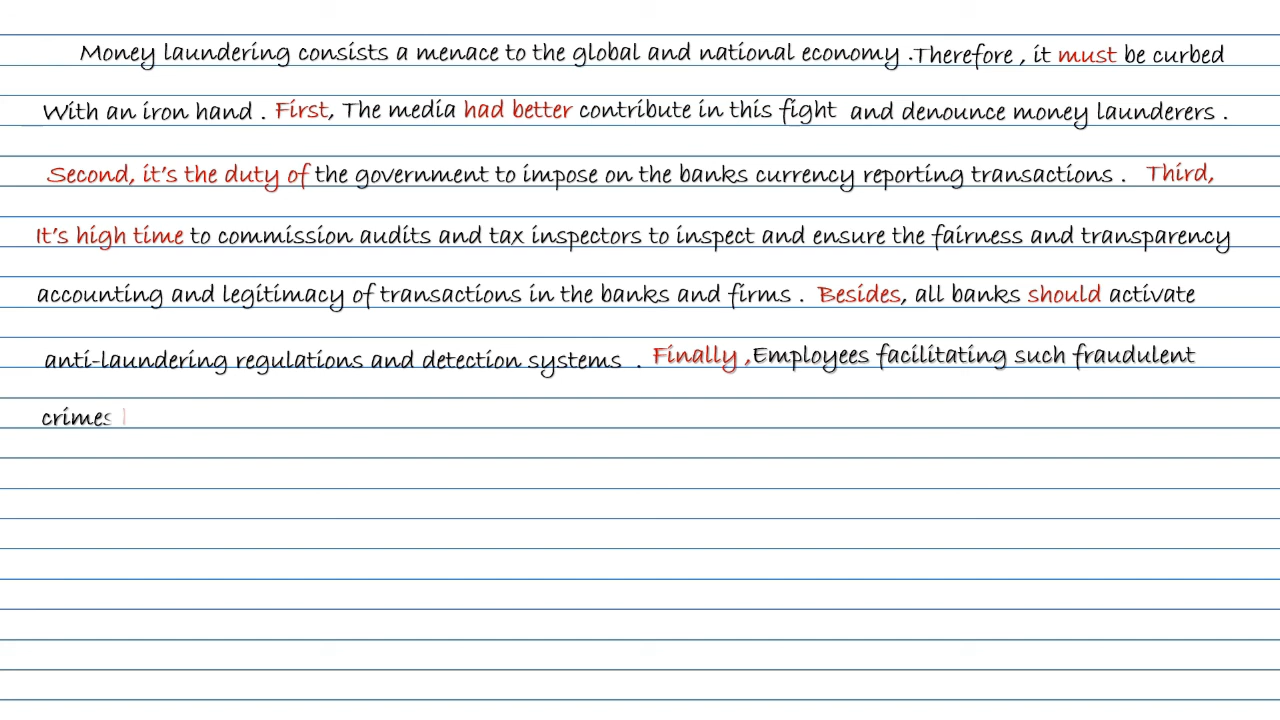 Money laundering consists a menace to the global and national economy .Therefore , it must be curbed
With an iron hand . First, The media had better contribute in this fight and denounce money launderers .
Second, it's the duty of the government to impose on the banks currency reporting transactions . Third,
It's high time to commission audits and tax inspectors to inspect and ensure the fairness and transparency
accounting and legitimacy of transactions in the banks and firms . Besides, all banks should activate
anti-laundering regulations and detection systems . Finally ,Employees facilitating such fraudulent
crimes